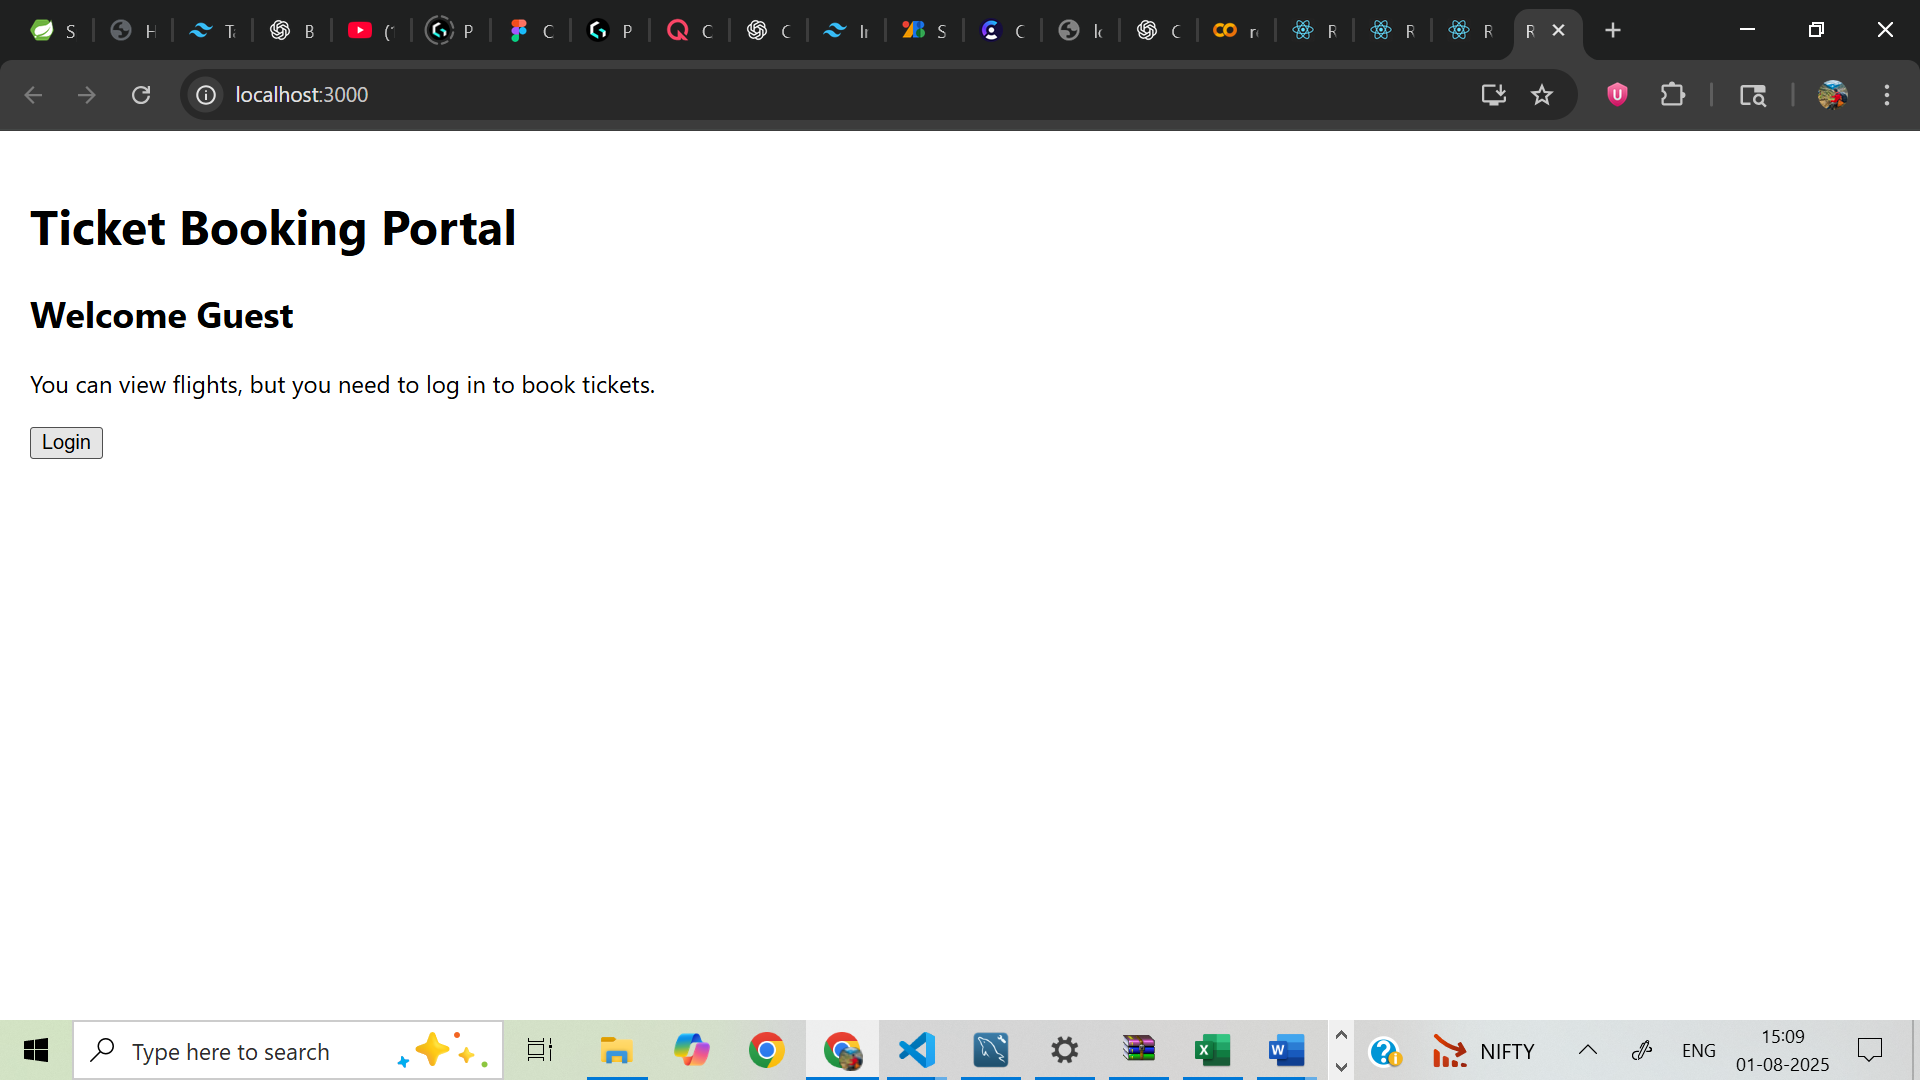 localhost:3000
Ticket Booking Portal
Welcome Guest
You can view flights, but you need to log in to book tickets.
Login
Type here to search
NIFTY
ENG
15:09
01-08-2025